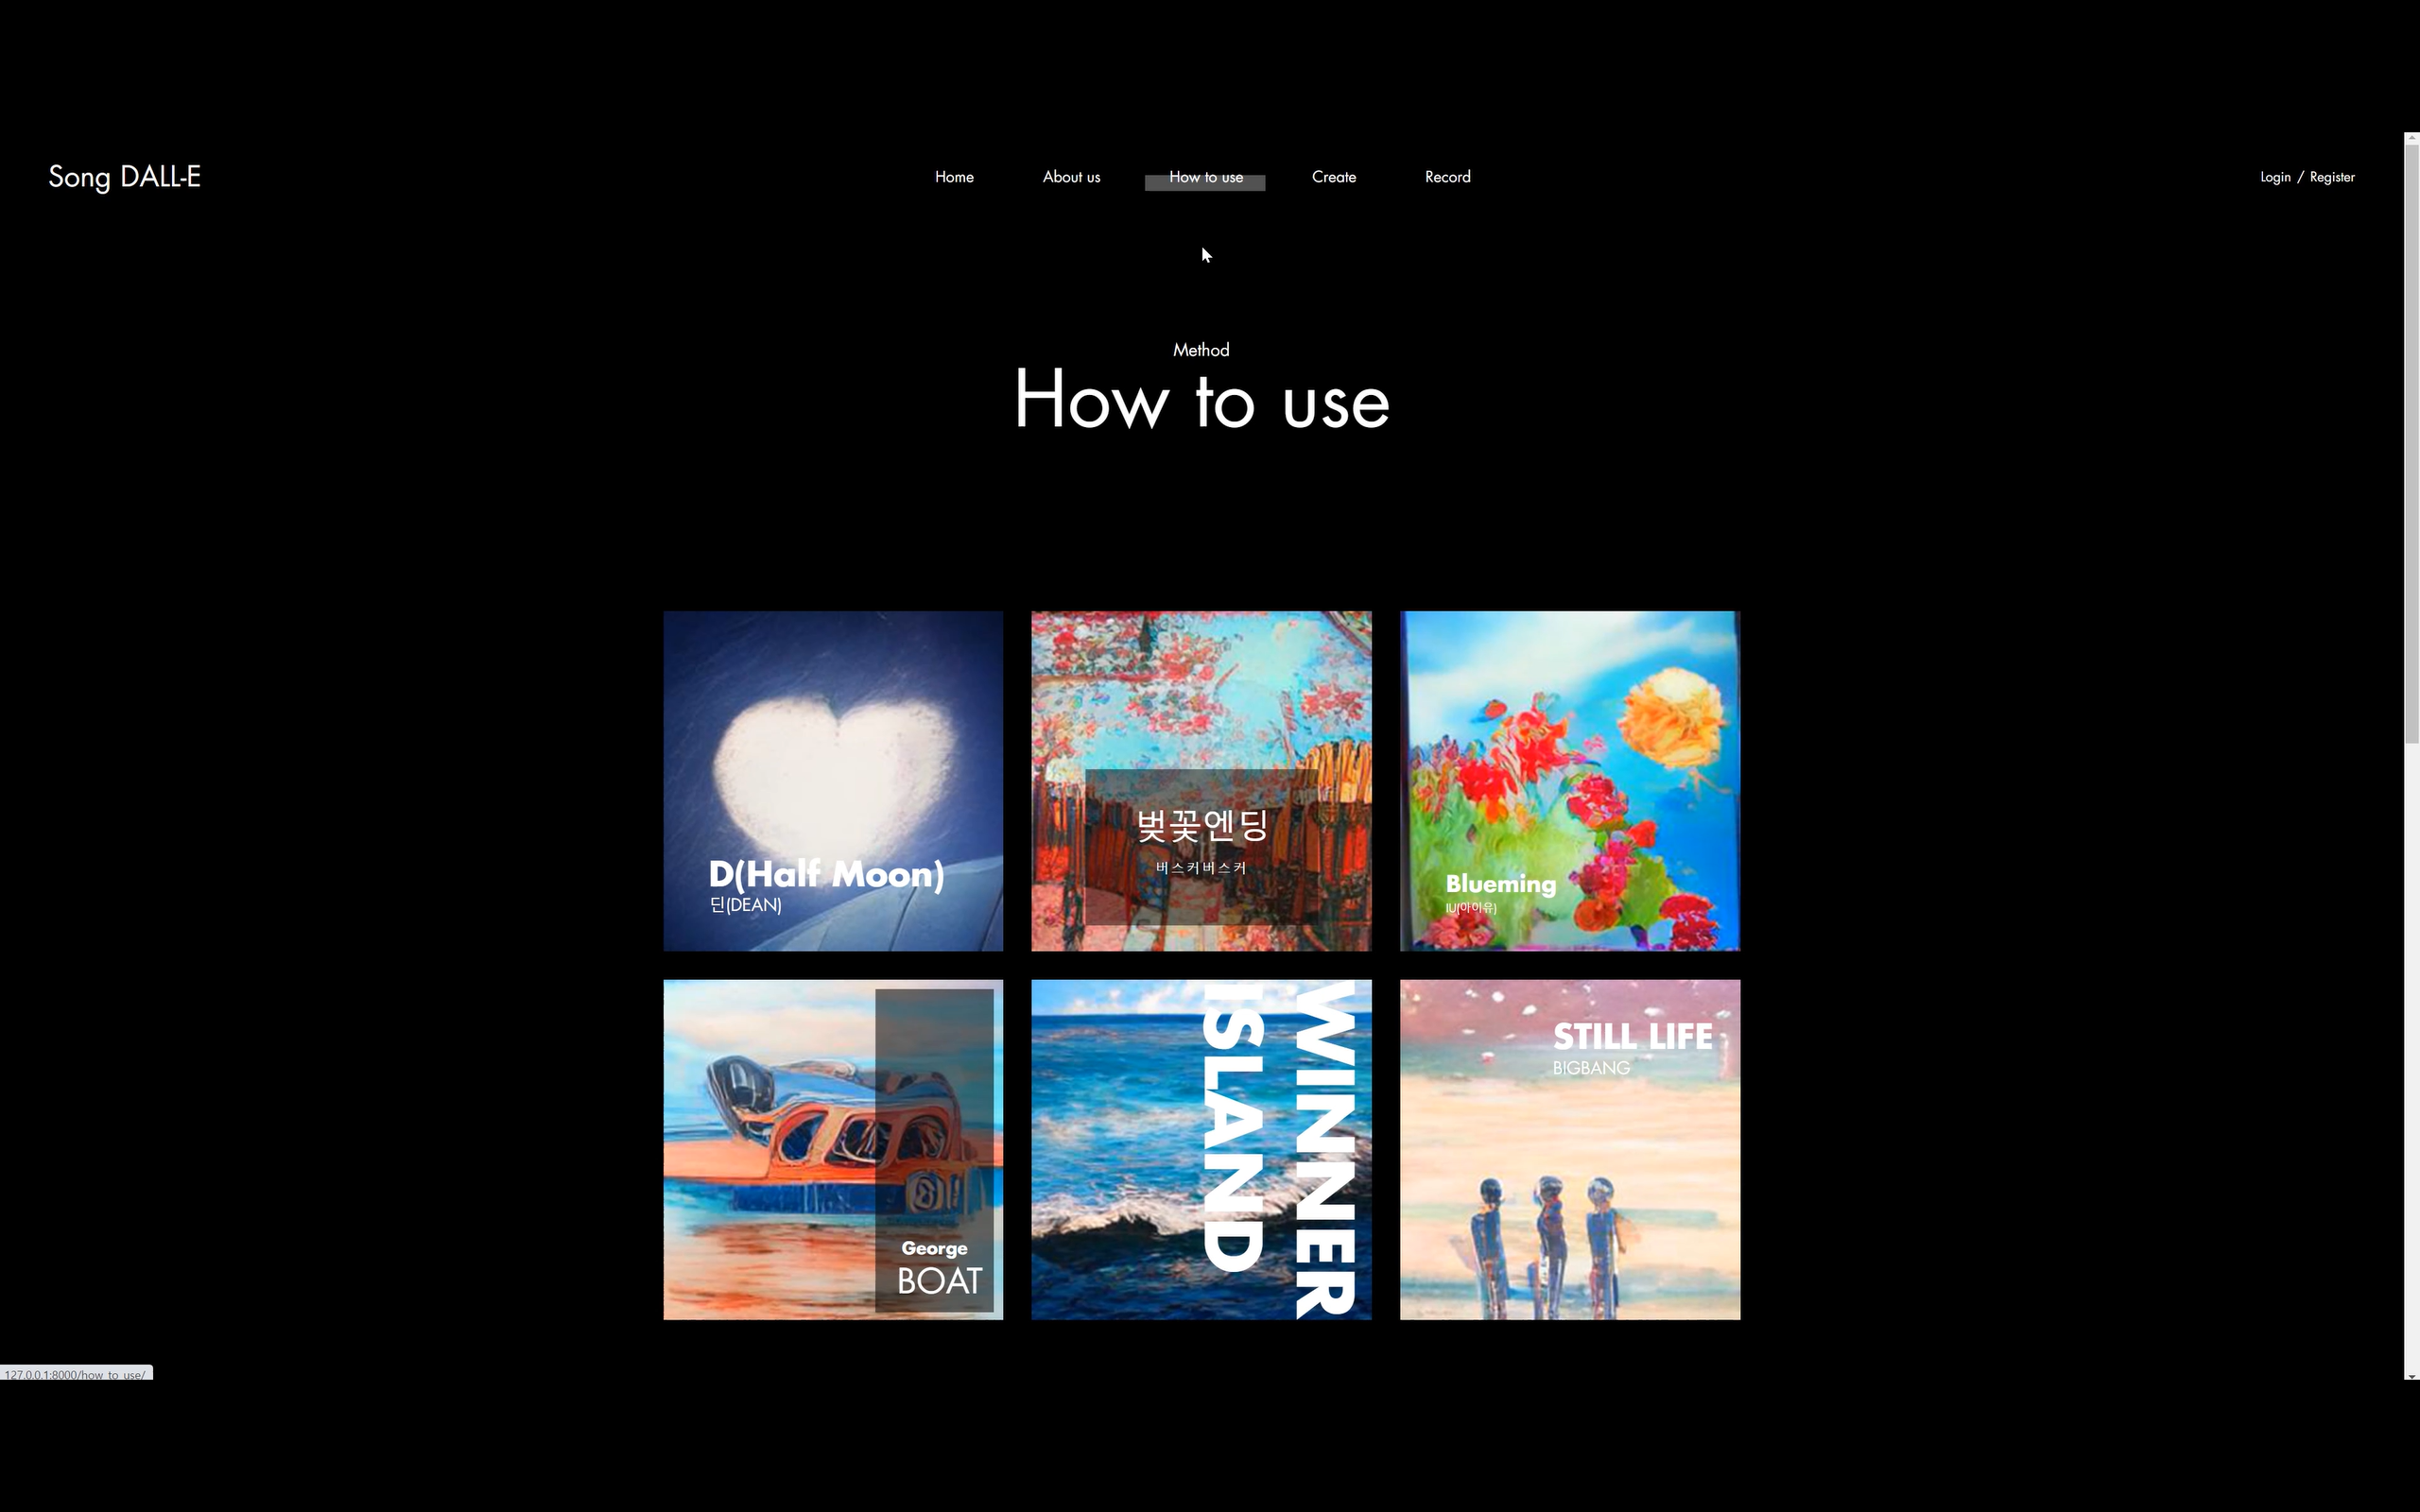 Song DALL-E
Home
About us
How to use
Create
Record
Login / Register
Method
How to use
D(Half Moon)
딘(DEAN)
벚꽃엔딩
버스커버스커
Blueming
IU(아이유)
George
BOAT
WINNER
ISLAND
STILL LIFE
BIGBANG
127.0.0.1:8000/how_to_use/